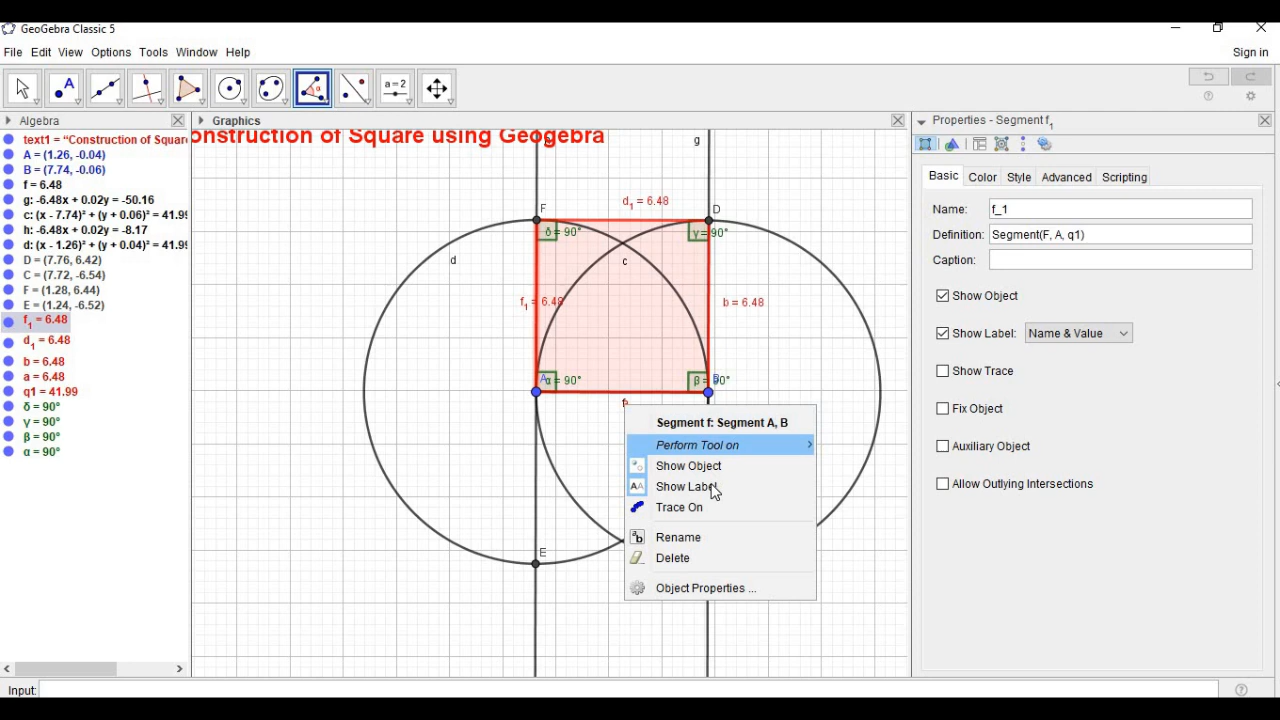 GeoGebra Classic 5
File Edit View Options Tools Window Help
Sign in
A
α
a = 2
Algebra
Graphics
Properties - Segment f₁
text1 = “Construction of Square
A = (1.26, -0.04)
B = (7.74, -0.06)
f = 6.48
g: -6.48x + 0.02y = -50.16
c: (x - 7.74)² + (y + 0.06)² = 41.99
h: -6.48x + 0.02y = -8.17
d: (x - 1.26)² + (y + 0.04)² = 41.99
D = (7.76, 6.42)
C = (7.72, -6.54)
F = (1.28, 6.44)
E = (1.24, -6.52)
f₁ = 6.48
d₁ = 6.48
b = 6.48
a = 6.48
q1 = 41.99
δ = 90°
γ = 90°
β = 90°
α = 90°
onstruction of Square using Geogebra
g
d₁ = 6.48
F
D
δ = 90°
γ = 90°
d
c
f₁ = 6.48
b = 6.48
A
α = 90°
β = 90°
E
Segment f: Segment A, B
Perform Tool on
Show Object
AA Show Label
Trace On
Rename
Delete
Object Properties ...
Basic Color Style Advanced Scripting
Name: f_1
Definition: Segment(F, A, q1)
Caption:
Show Object
Show Label: Name & Value
Show Trace
Fix Object
Auxiliary Object
Allow Outlying Intersections
Input: